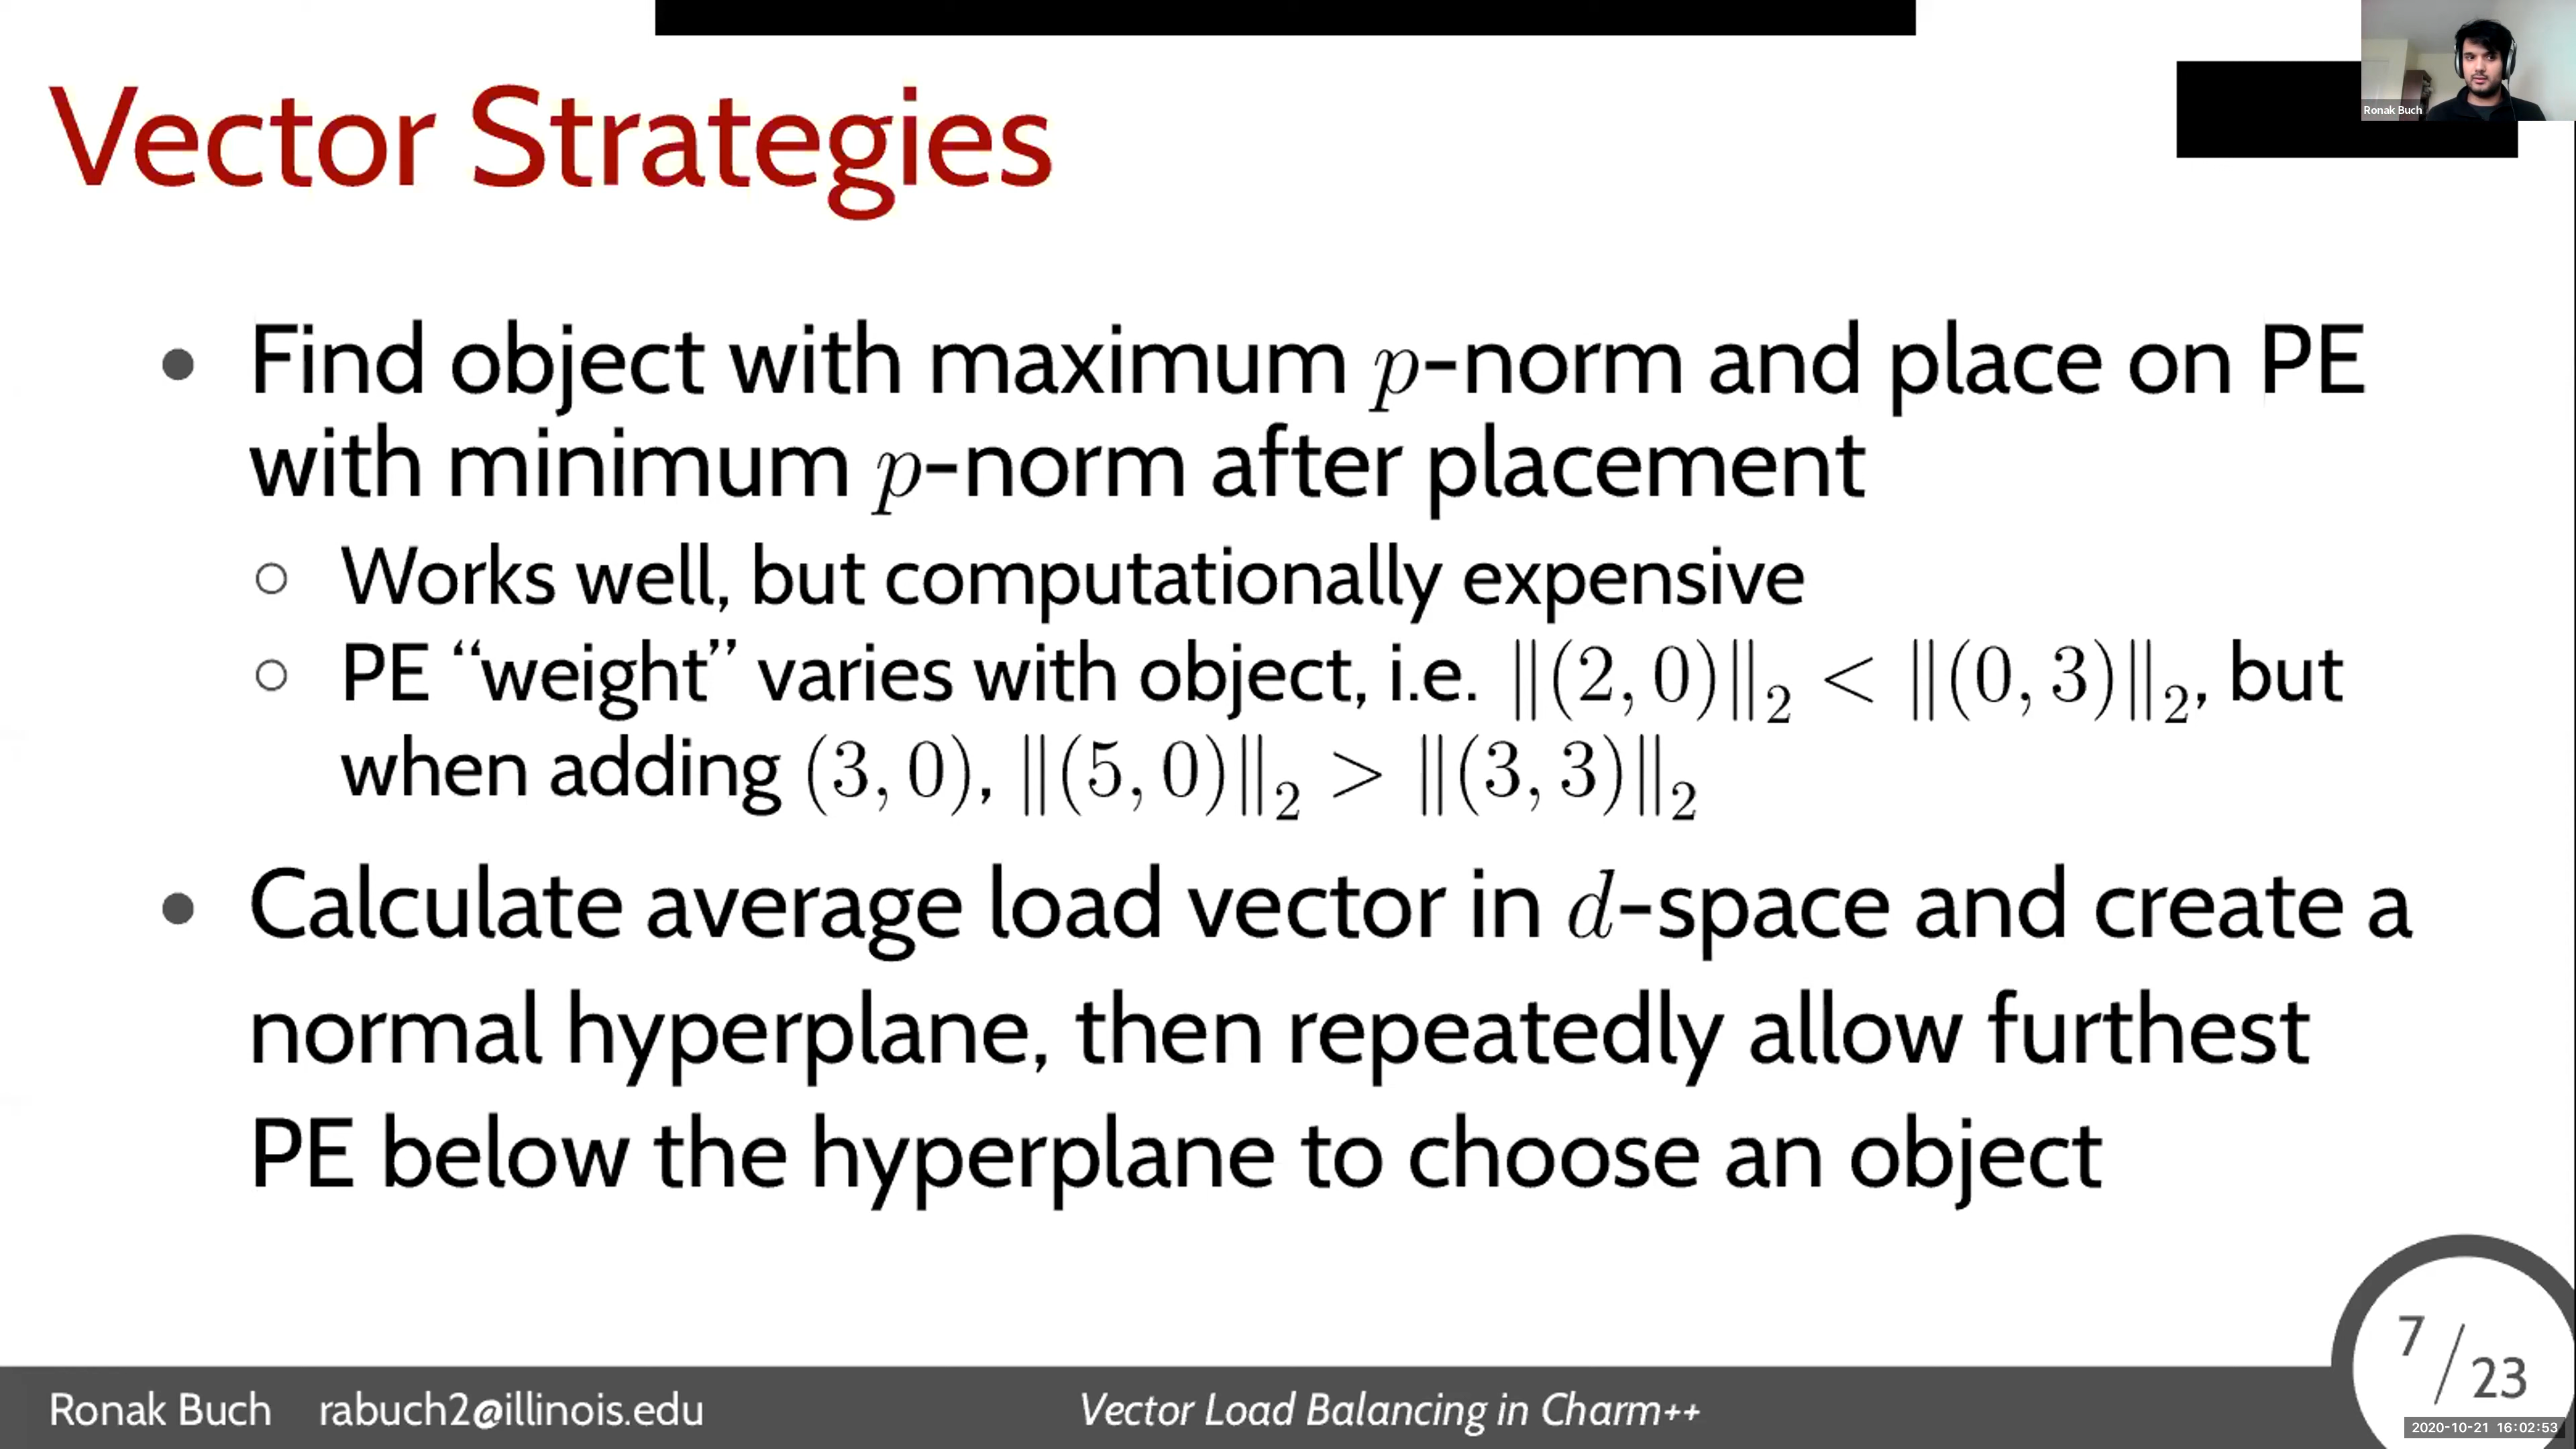 Ronak Buch
Vector Strategies
• Find object with maximum p-norm and place on PE
with minimum p-norm after placement
○ Works well, but computationally expensive
○ PE “weight” varies with object, i.e. ‖(2, 0)‖₂ < ‖(0, 3)‖₂, but
when adding (3, 0), ‖(5, 0)‖₂ > ‖(3, 3)‖₂
• Calculate average load vector in d-space and create a
normal hyperplane, then repeatedly allow furthest
PE below the hyperplane to choose an object
7/23
Ronak Buch rabuch2@illinois.edu Vector Load Balancing in Charm++
2020-10-21 16:02:53